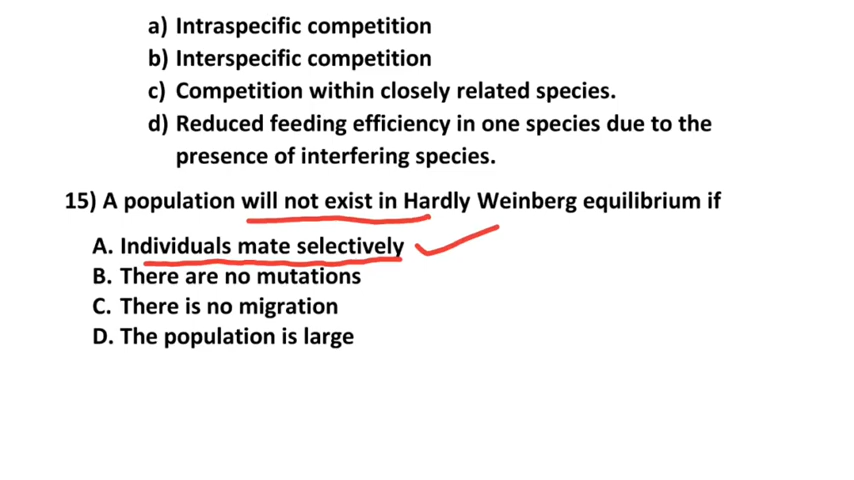 a) Intraspecific competition
b) Interspecific competition
c) Competition within closely related species.
d) Reduced feeding efficiency in one species due to the
presence of interfering species.
15) A population will not exist in Hardly Weinberg equilibrium if
A. Individuals mate selectively
B. There are no mutations
C. There is no migration
D. The population is large